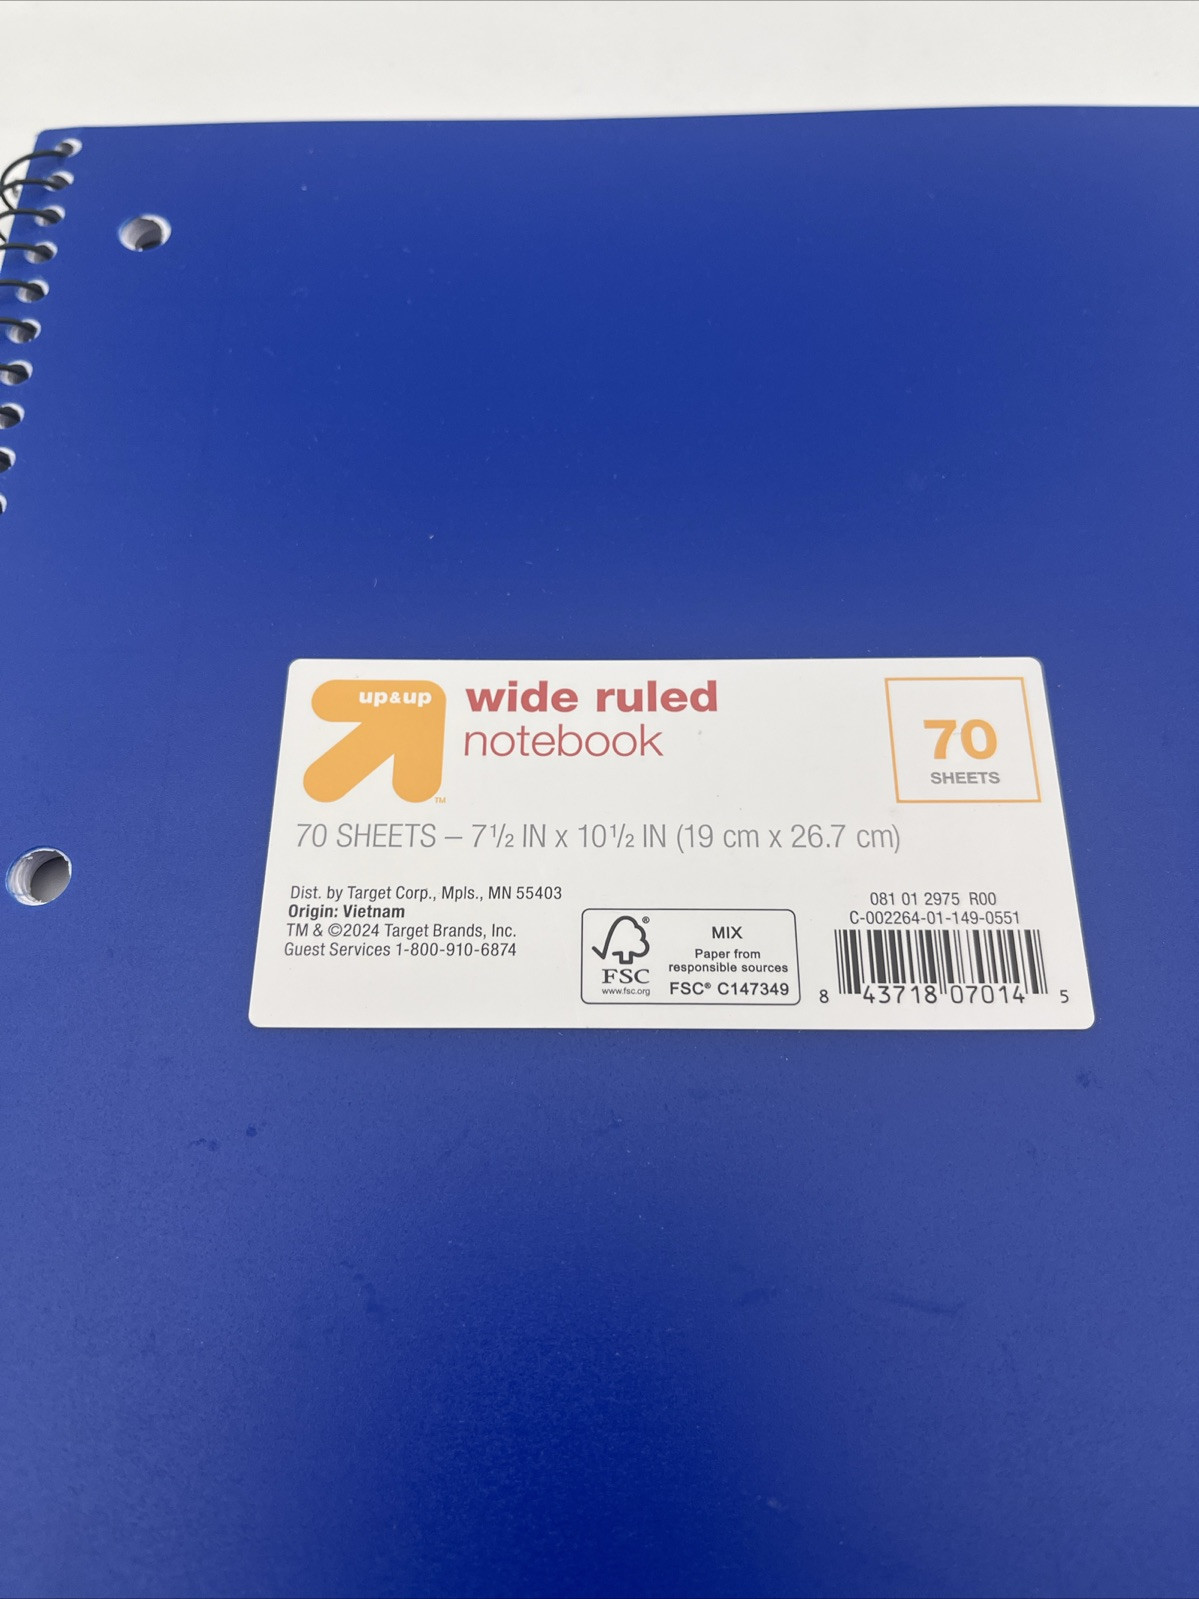 up&up
TM
wide ruled
notebook
70
SHEETS
70 SHEETS – 7½ IN x 10½ IN (19 cm x 26.7 cm)
Dist. by Target Corp., Mpls., MN 55403
Origin: Vietnam
TM & ©2024 Target Brands, Inc.
Guest Services 1-800-910-6874
®
FSC
www.fsc.org
MIX
Paper from
responsible sources
FSC® C147349
081 01 2975 R00
C-002264-01-149-0551
8 43718 07014 5